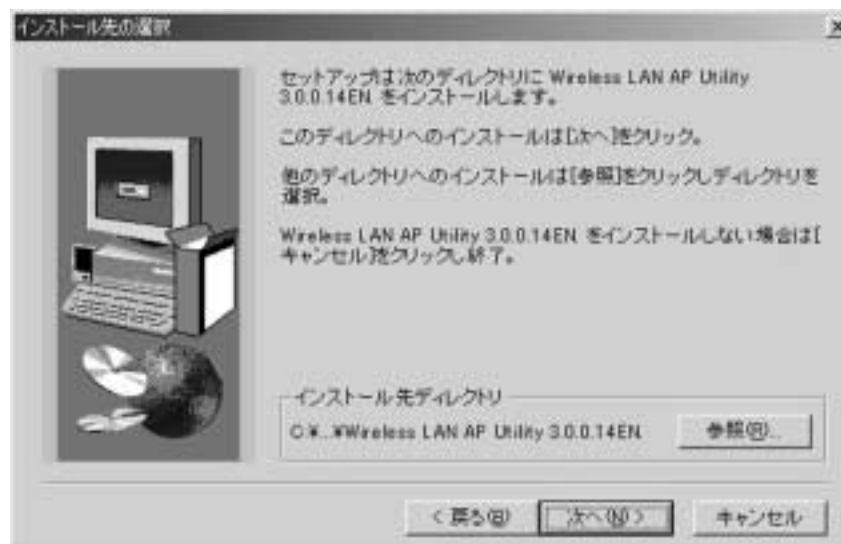 インストール先の選択
セットアップは次のディレクトリに Wireless LAN AP Utility
3.0.0.14EN をインストールします。
このディレクトリへのインストールは[次へ]をクリック。
他のディレクトリへのインストールは[参照]をクリックしディレクトリを
選択。
Wireless LAN AP Utility 3.0.0.14EN をインストールしない場合は[
キャンセル]をクリックし終了。
インストール先ディレクトリ
C:¥...¥Wireless LAN AP Utility 3.0.0.14EN
参照(R)...
< 戻る(B)
次へ(N) >
キャンセル